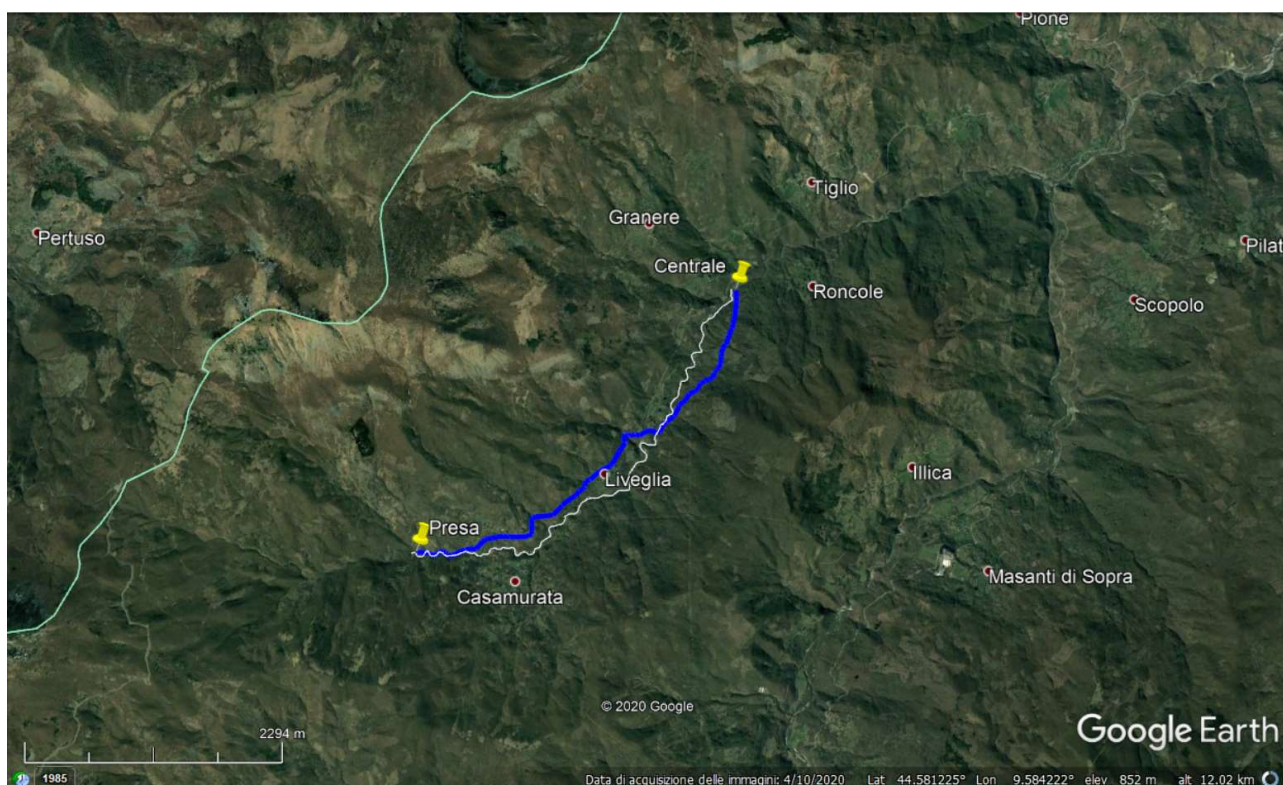 Pione
Tiglio
Granere
Pertuso
Pilat
Centrale
Roncole
Scopolo
Illica
Liveglia
Presa
Masanti di Sopra
Casamurata
© 2020 Google
2294 m
Google Earth
1985
Data di acquisizione delle immagini: 4/10/2020 Lat 44.581225° Lon 9.584222° elev 852 m alt 12.02 km